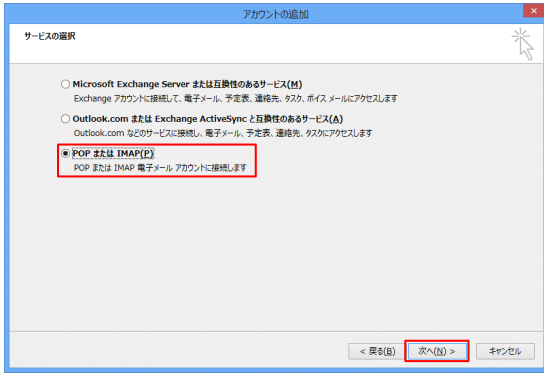 アカウントの追加
サービスの選択
Microsoft Exchange Server または互換性のあるサービス(M)
Exchange アカウントに接続して、電子メール、予定表、連絡先、タスク、ボイス メールにアクセスします
Outlook.com または Exchange ActiveSync と互換性のあるサービス(A)
Outlook.com などのサービスに接続し、電子メール、予定表、連絡先、タスクにアクセスします
POP または IMAP(P)
POP または IMAP 電子メール アカウントに接続します
< 戻る(B) 次へ(N) > キャンセル